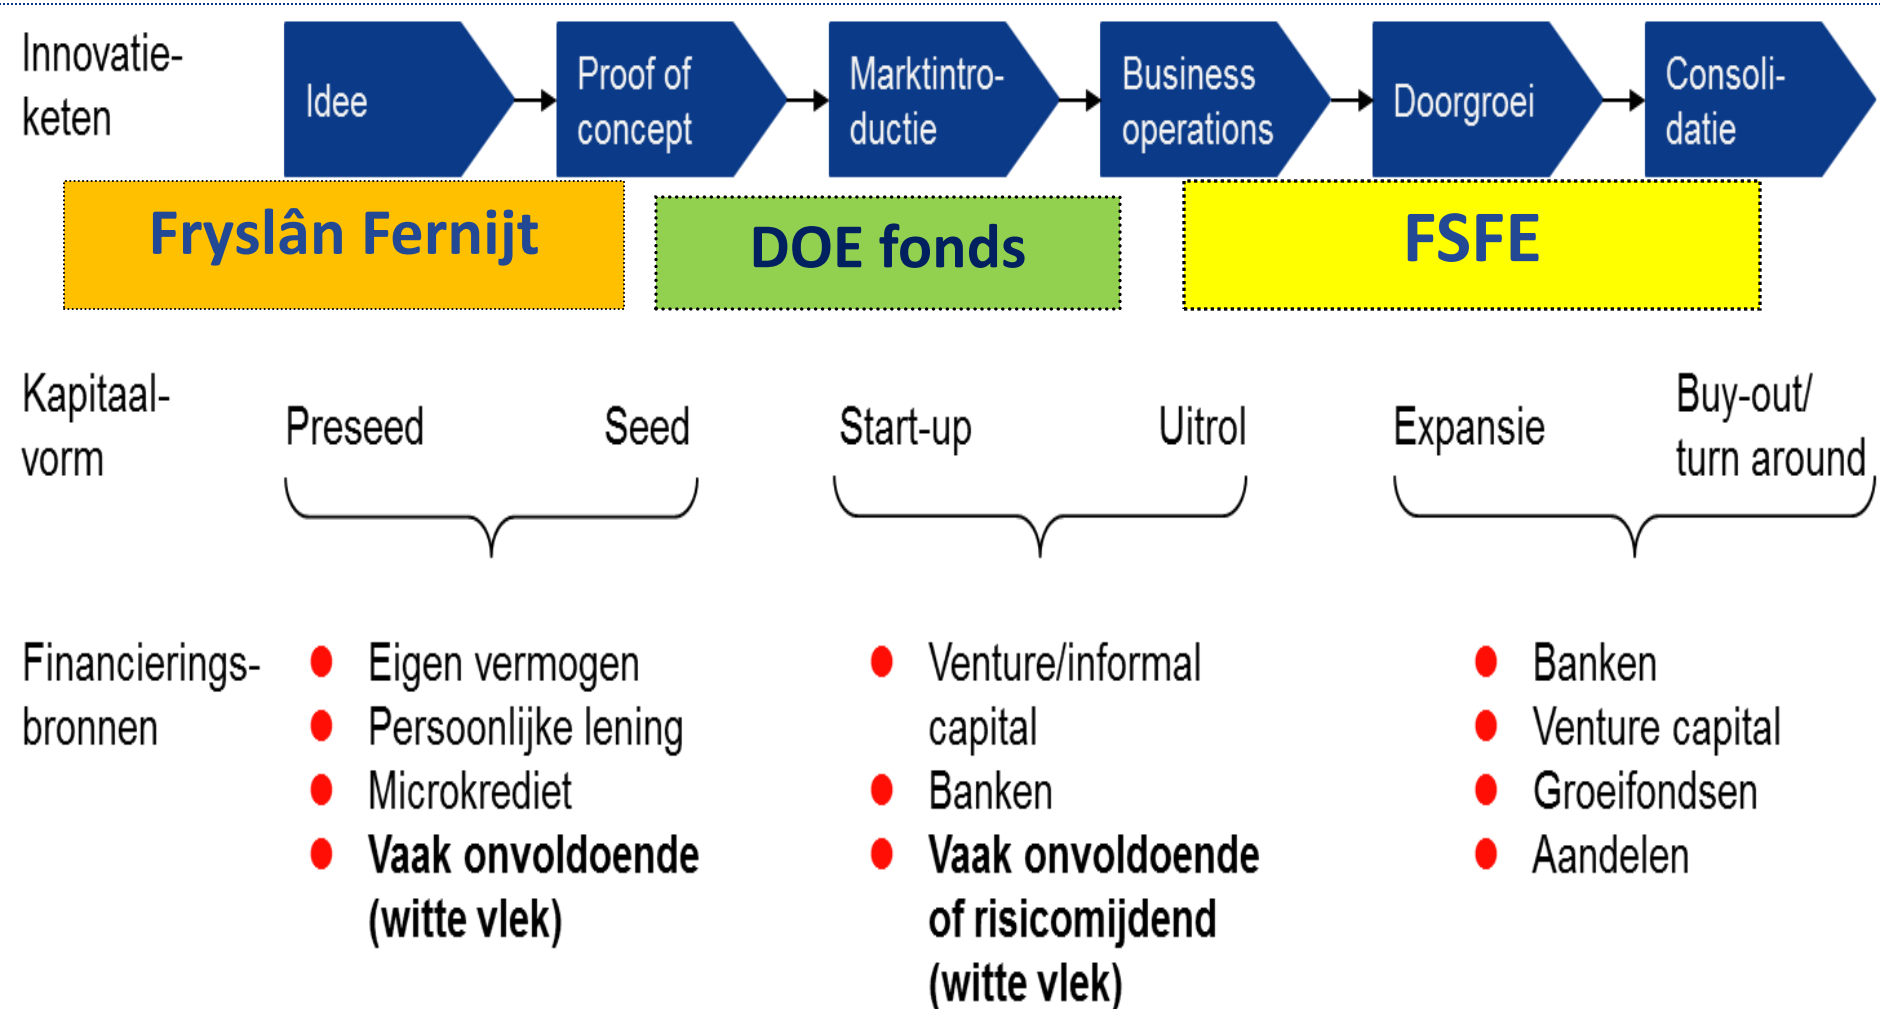 Innovatie-
keten
Idee
Proof of
concept
Marktintro-
ductie
Business
operations
Doorgroei
Consoli-
datie
Fryslân Fernijt
DOE fonds
FSFE
Kapitaal-
vorm
Preseed
Seed
Start-up
Uitrol
Expansie
Buy-out/
turn around
Financierings-
bronnen
Eigen vermogen
Persoonlijke lening
Microkrediet
Vaak onvoldoende
(witte vlek)
Venture/informal
capital
Banken
Vaak onvoldoende
of risicomijdend
(witte vlek)
Banken
Venture capital
Groeifondsen
Aandelen